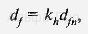 d_f = k_h d_{fn},